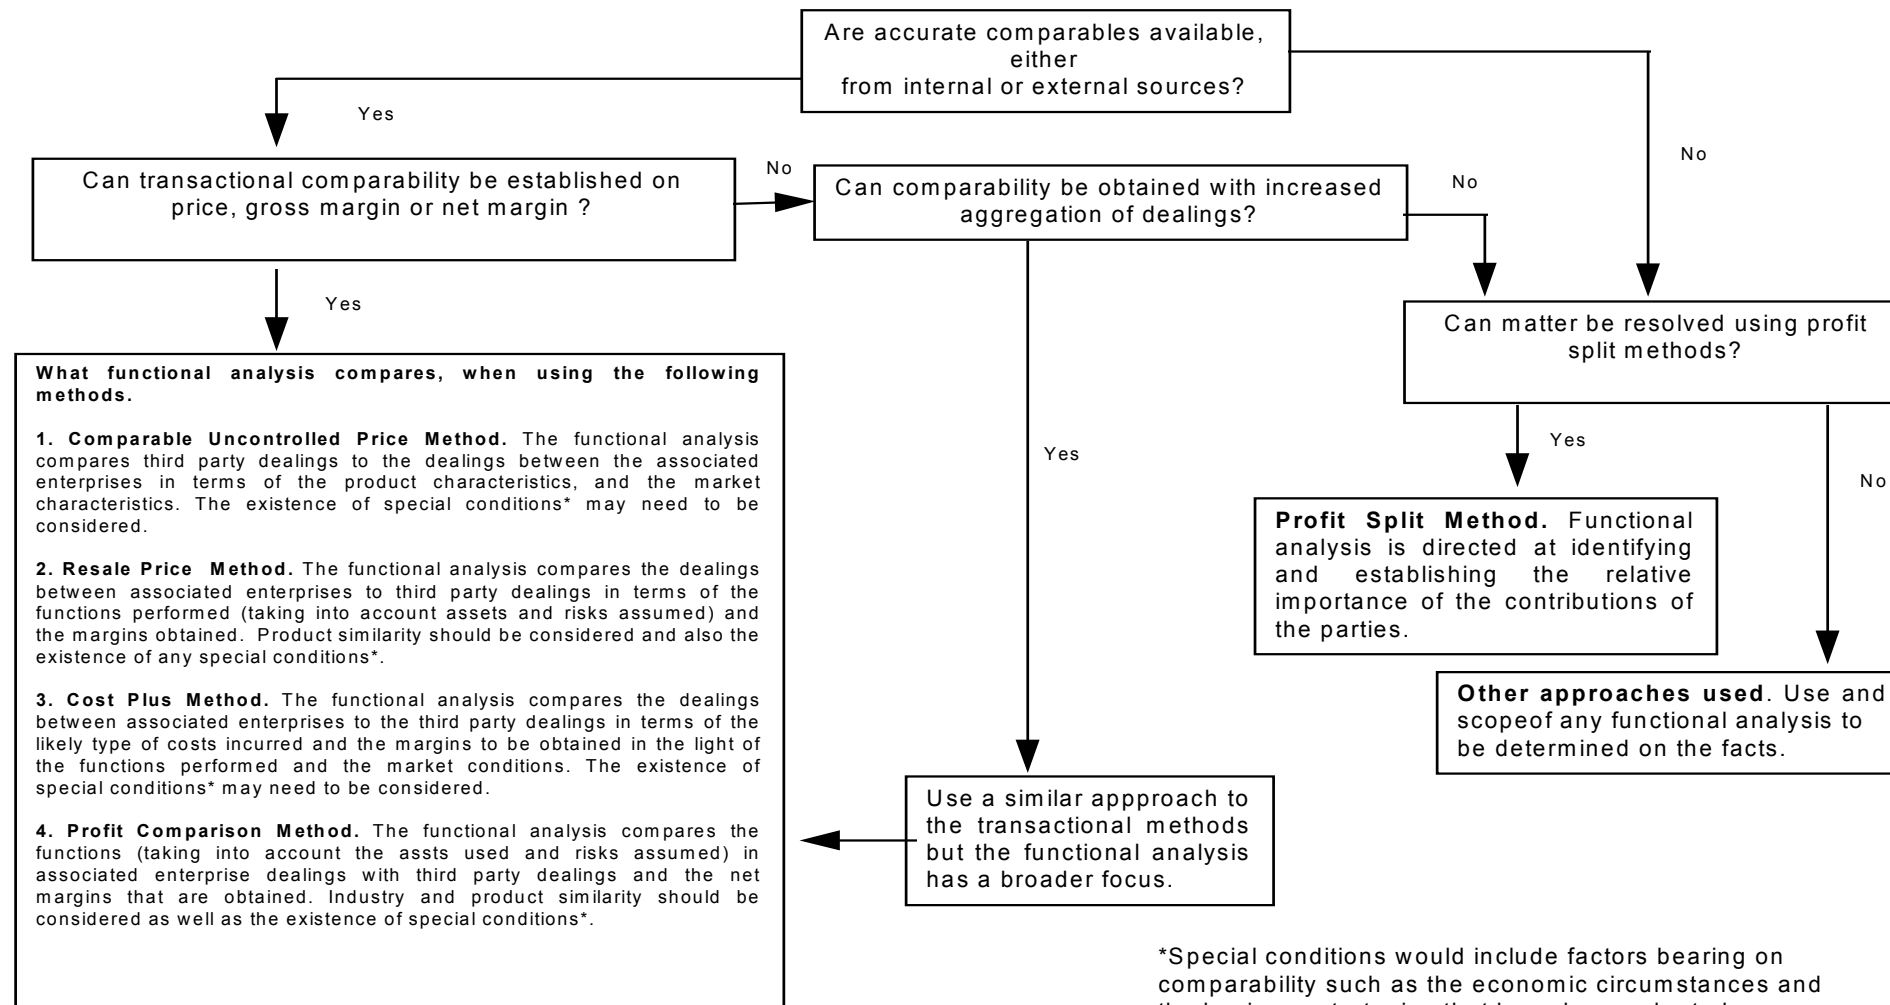 Are accurate comparables available,
either
from internal or external sources?
Yes
No
Can transactional comparability be established on
price, gross margin or net margin ?
No
Can comparability be obtained with increased
aggregation of dealings?
No
Yes
Can matter be resolved using profit
split methods?
What functional analysis compares, when using the following
methods.
1. Comparable Uncontrolled Price Method. The functional analysis
compares third party dealings to the dealings between the associated
enterprises in terms of the product characteristics, and the market
characteristics. The existence of special conditions* may need to be
considered.
2. Resale Price Method. The functional analysis compares the dealings
between associated enterprises to third party dealings in terms of the
functions performed (taking into account assets and risks assumed) and
the margins obtained. Product similarity should be considered and also the
existence of any special conditions*.
3. Cost Plus Method. The functional analysis compares the dealings
between associated enterprises to the third party dealings in terms of the
likely type of costs incurred and the margins to be obtained in the light of
the functions performed and the market conditions. The existence of
special conditions* may need to be considered.
4. Profit Comparison Method. The functional analysis compares the
functions (taking into account the assts used and risks assumed) in
associated enterprise dealings with third party dealings and the net
margins that are obtained. Industry and product similarity should be
considered as well as the existence of special conditions*.
Yes
Yes
No
Profit Split Method. Functional
analysis is directed at identifying
and establishing the relative
importance of the contributions of
the parties.
Other approaches used. Use and
scopeof any functional analysis to
be determined on the facts.
Use a similar appproach to
the transactional methods
but the functional analysis
has a broader focus.
*Special conditions would include factors bearing on
comparability such as the economic circumstances and